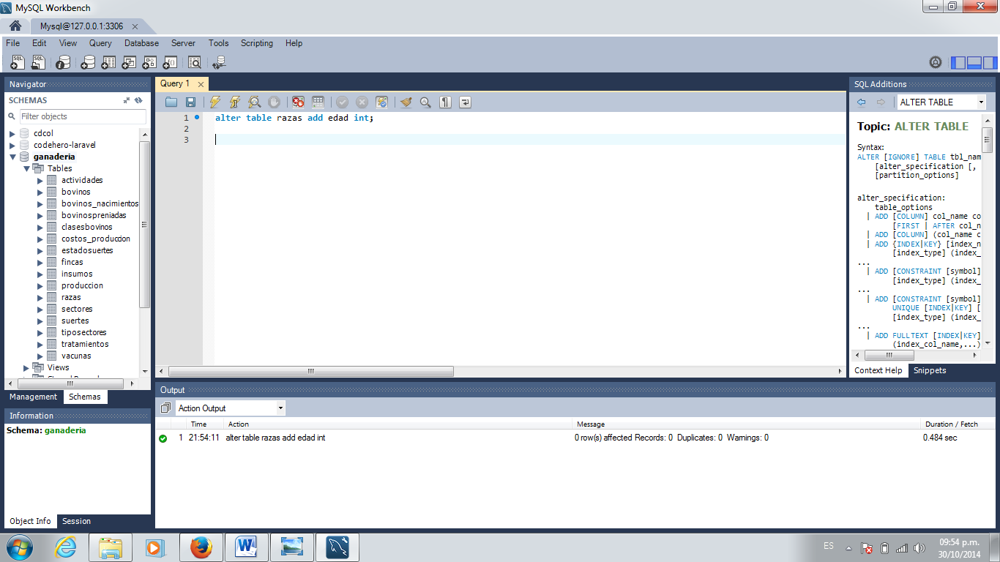 MySQL Workbench
Mysql@127.0.0.1:3306
File Edit View Query Database Server Tools Scripting Help
Navigator
SCHEMAS
Filter objects
cdcol
codehero-laravel
ganaderia
Tables
actividades
bovinos
bovinos_nacimientos
bovinospreniadas
clasesbovinos
costos_produccion
estadosuertes
fincas
insumos
produccion
razas
sectores
suertes
tiposectores
tratamientos
vacunas
Views
Management Schemas
Information
Schema: ganaderia
Object Info Session
Query 1
1 alter table razas add edad int;
2
3
SQL Additions
ALTER TABLE
Topic: ALTER TABLE
Syntax:
ALTER [IGNORE] TABLE tbl_nam
[alter_specification [,
[partition_options]
alter_specification:
table_options
| ADD [COLUMN] col_name co
[FIRST | AFTER col_n
| ADD [COLUMN] (col_name c
| ADD {INDEX|KEY} [index_n
[index_type] (index_
...
| ADD [CONSTRAINT [symbol]
[index_type] (index_
...
| ADD [CONSTRAINT [symbol]
UNIQUE [INDEX|KEY] [
[index_type] (index_
...
| ADD FULLTEXT [INDEX|KEY]
(index_col_name,...)
Context Help Snippets
Output
Action Output
Time Action Message Duration / Fetch
1 21:54:11 alter table razas add edad int 0 row(s) affected Records: 0 Duplicates: 0 Warnings: 0 0.484 sec
ES
09:54 p.m.
30/10/2014